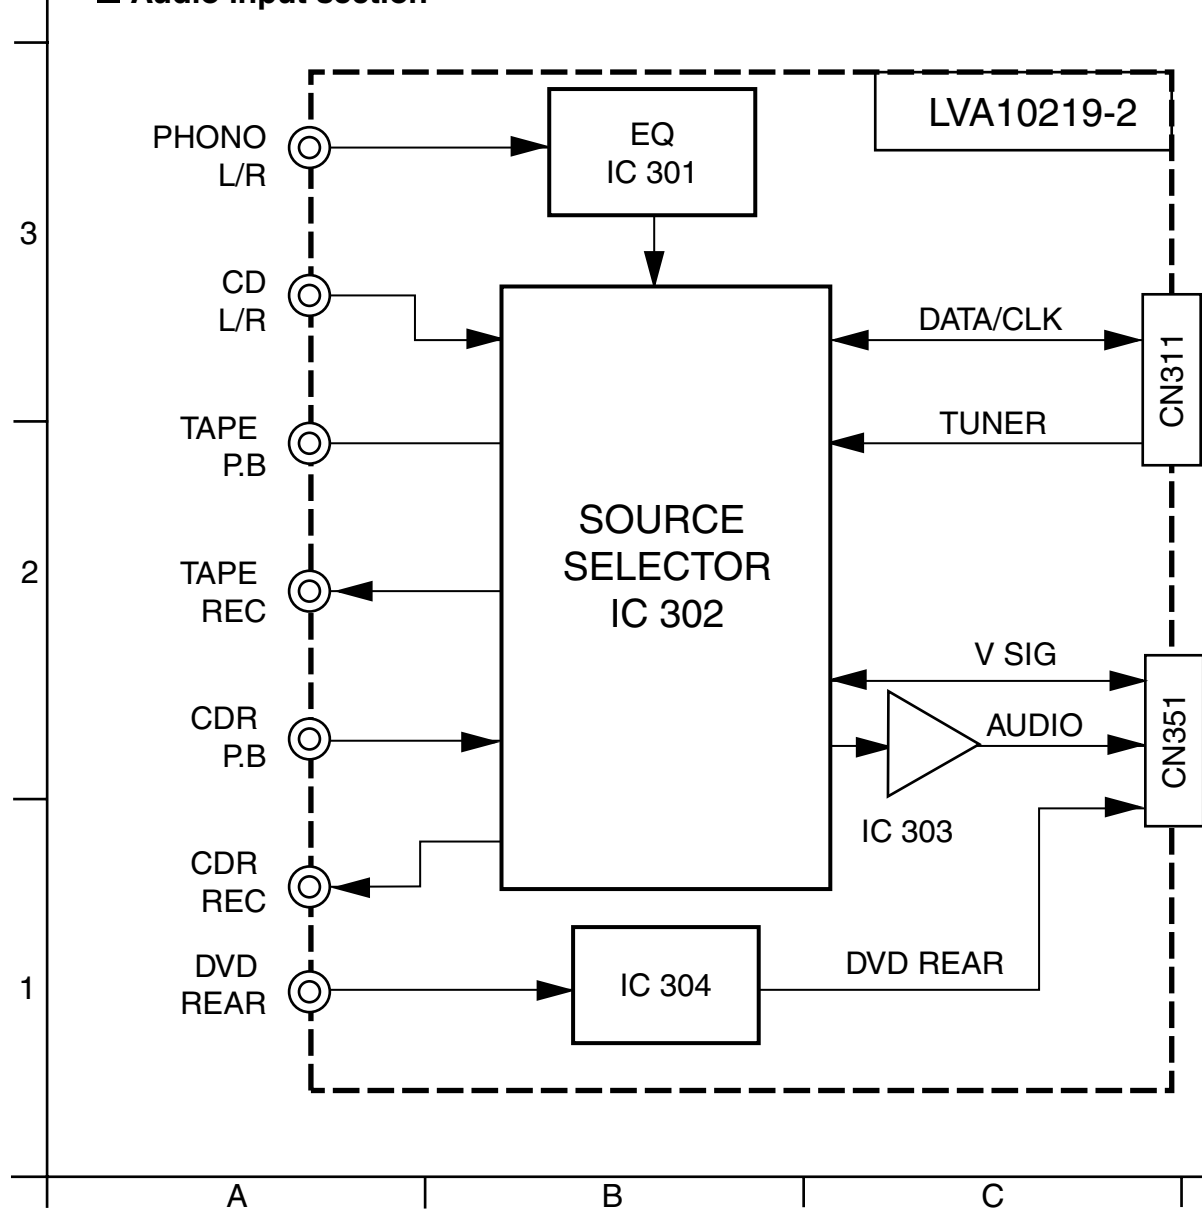 Audio input section
LVA10219-2
PHONO
L/R
EQ
IC 301
3
CD
L/R
DATA/CLK
CN311
TAPE
P.B
TUNER
SOURCE
SELECTOR
IC 302
2
TAPE
REC
V SIG
CDR
P.B
AUDIO
CN351
IC 303
CDR
REC
DVD
REAR
IC 304
DVD REAR
1
A
B
C